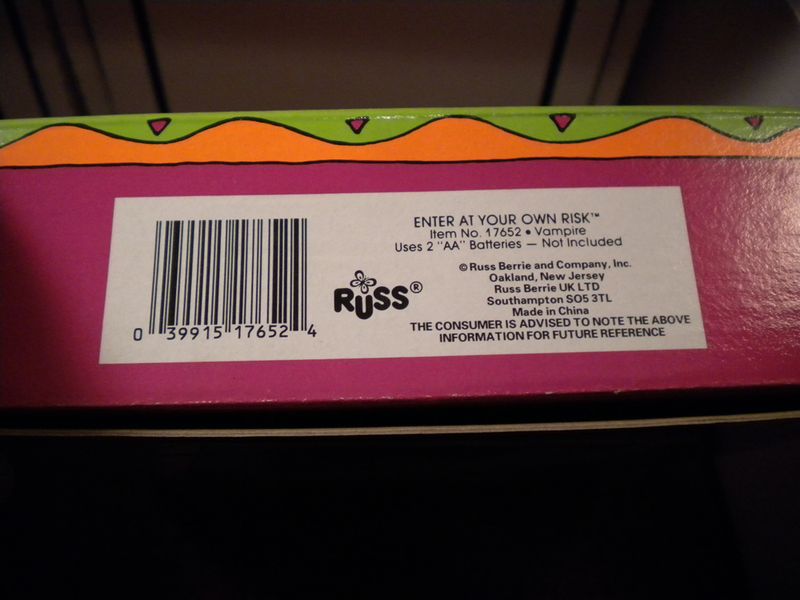 ENTER AT YOUR OWN RISK™
Item No. 17652 • Vampire
Uses 2 "AA" Batteries — Not Included
©Russ Berrie and Company, Inc.
Oakland, New Jersey
Russ Berrie UK LTD
Southampton SO5 3TL
Made in China
THE CONSUMER IS ADVISED TO NOTE THE ABOVE
INFORMATION FOR FUTURE REFERENCE
RUSS®
0 39915 17652 4